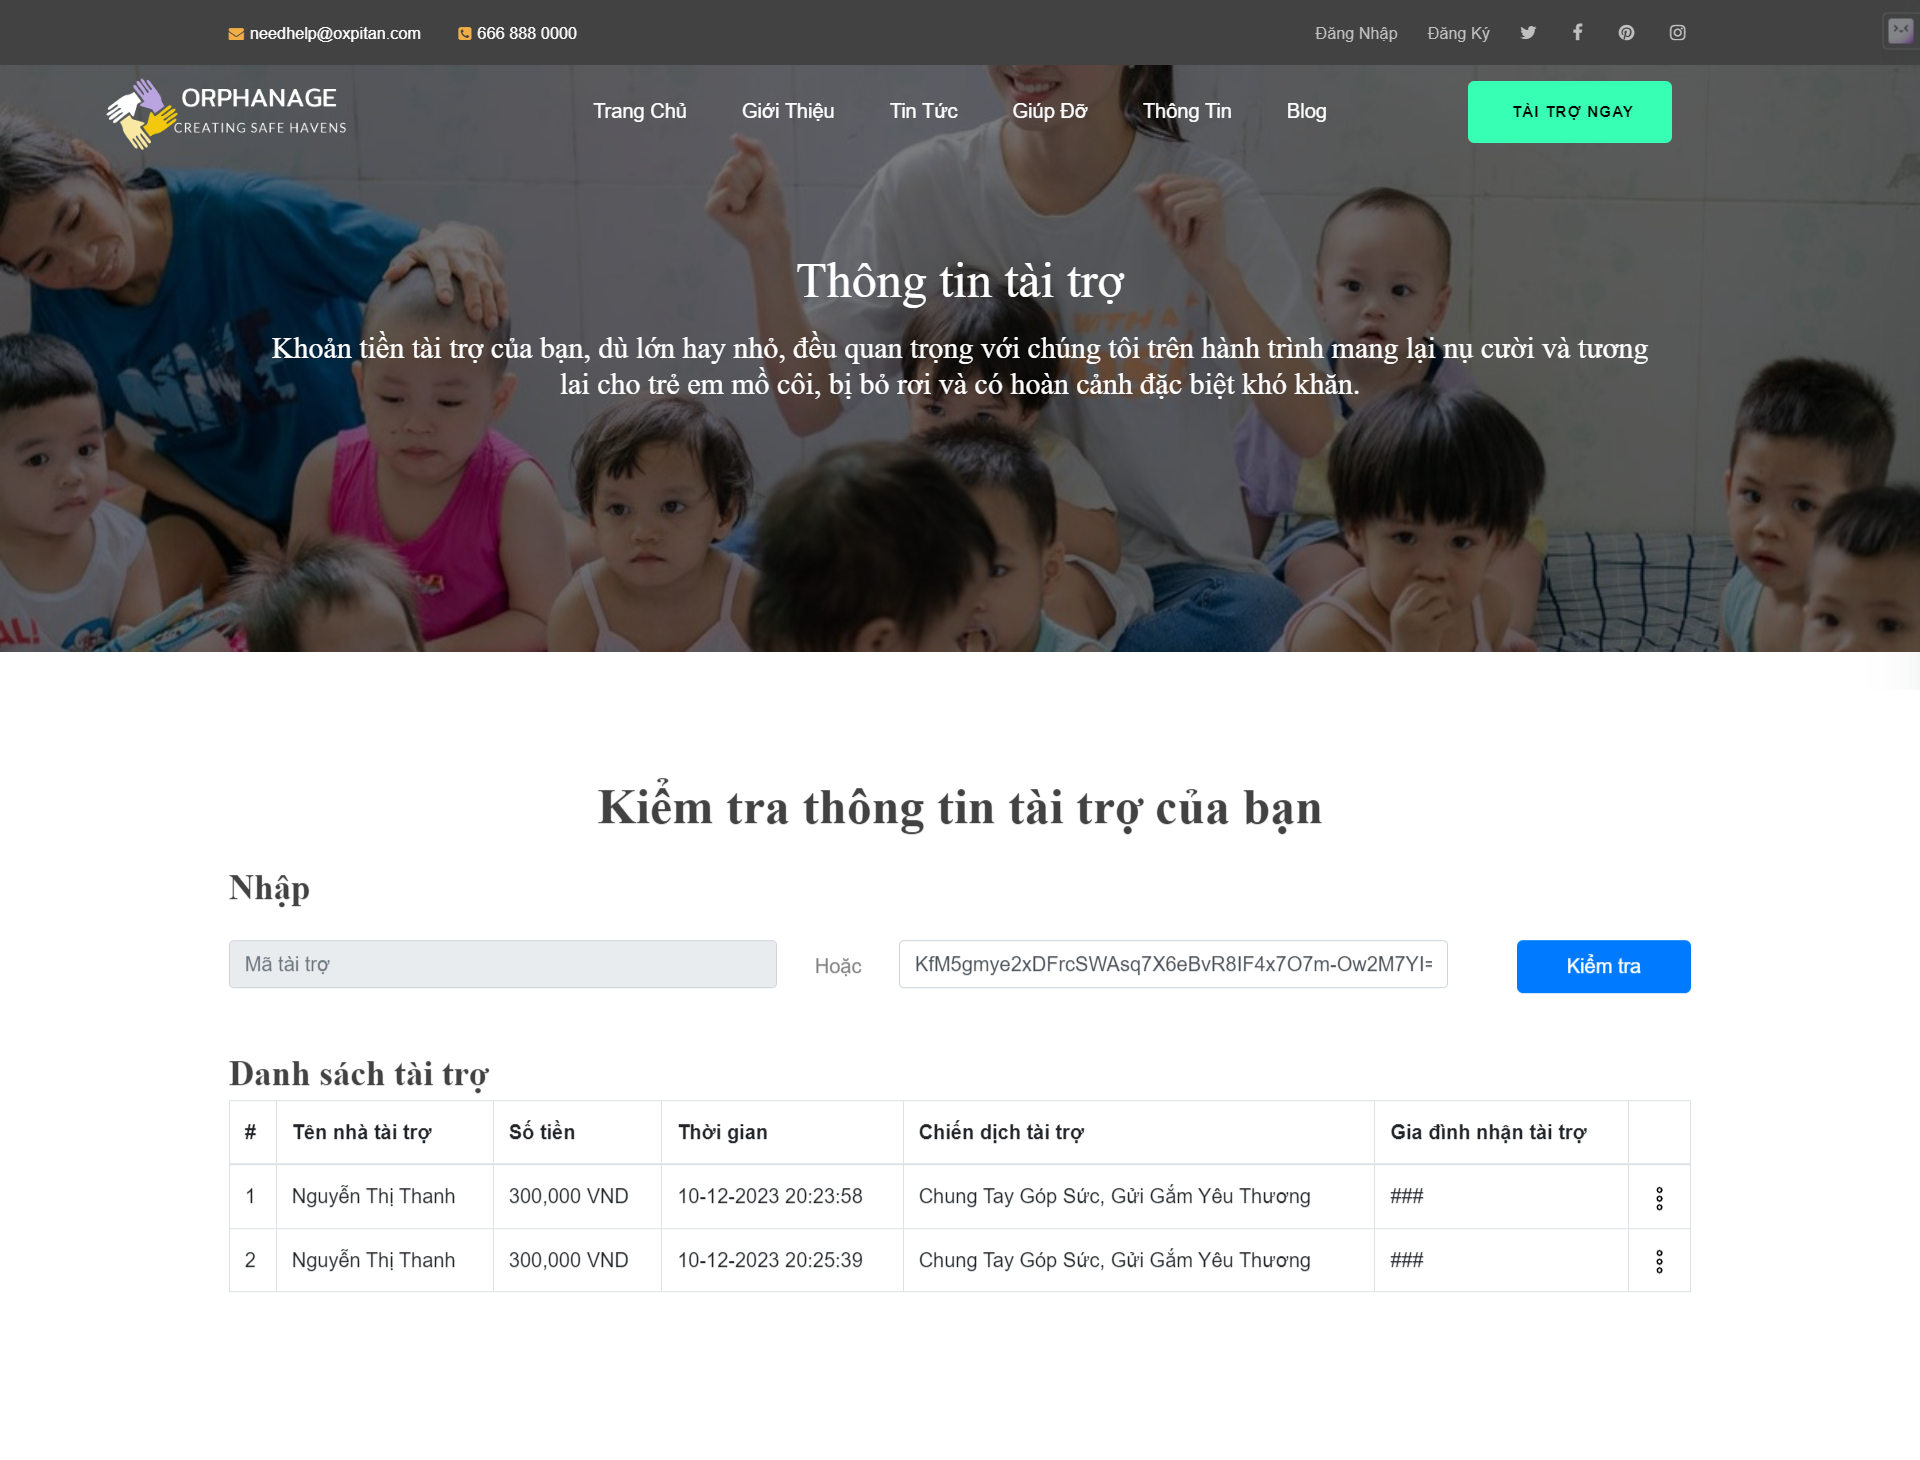 needhelp@oxpitan.com
666 888 0000
Đăng Nhập
Đăng Ký
ORPHANAGE
CREATING SAFE HAVENS
Trang Chủ
Giới Thiệu
Tin Tức
Giúp Đỡ
Thông Tin
Blog
TÀI TRỢ NGAY
Thông tin tài trợ
Khoản tiền tài trợ của bạn, dù lớn hay nhỏ, đều quan trọng với chúng tôi trên hành trình mang lại nụ cười và tương
lai cho trẻ em mồ côi, bị bỏ rơi và có hoàn cảnh đặc biệt khó khăn.
WITH A
AL!
Kiểm tra thông tin tài trợ của bạn
Nhập
Mã tài trợ
Hoặc
KfM5gmye2xDFrcSWAsq7X6eBvR8IF4x7O7m-Ow2M7YI=
Kiểm tra
Danh sách tài trợ
# Tên nhà tài trợ Số tiền Thời gian Chiến dịch tài trợ Gia đình nhận tài trợ
1 Nguyễn Thị Thanh 300,000 VND 10-12-2023 20:23:58 Chung Tay Góp Sức, Gửi Gắm Yêu Thương ###
2 Nguyễn Thị Thanh 300,000 VND 10-12-2023 20:25:39 Chung Tay Góp Sức, Gửi Gắm Yêu Thương ###